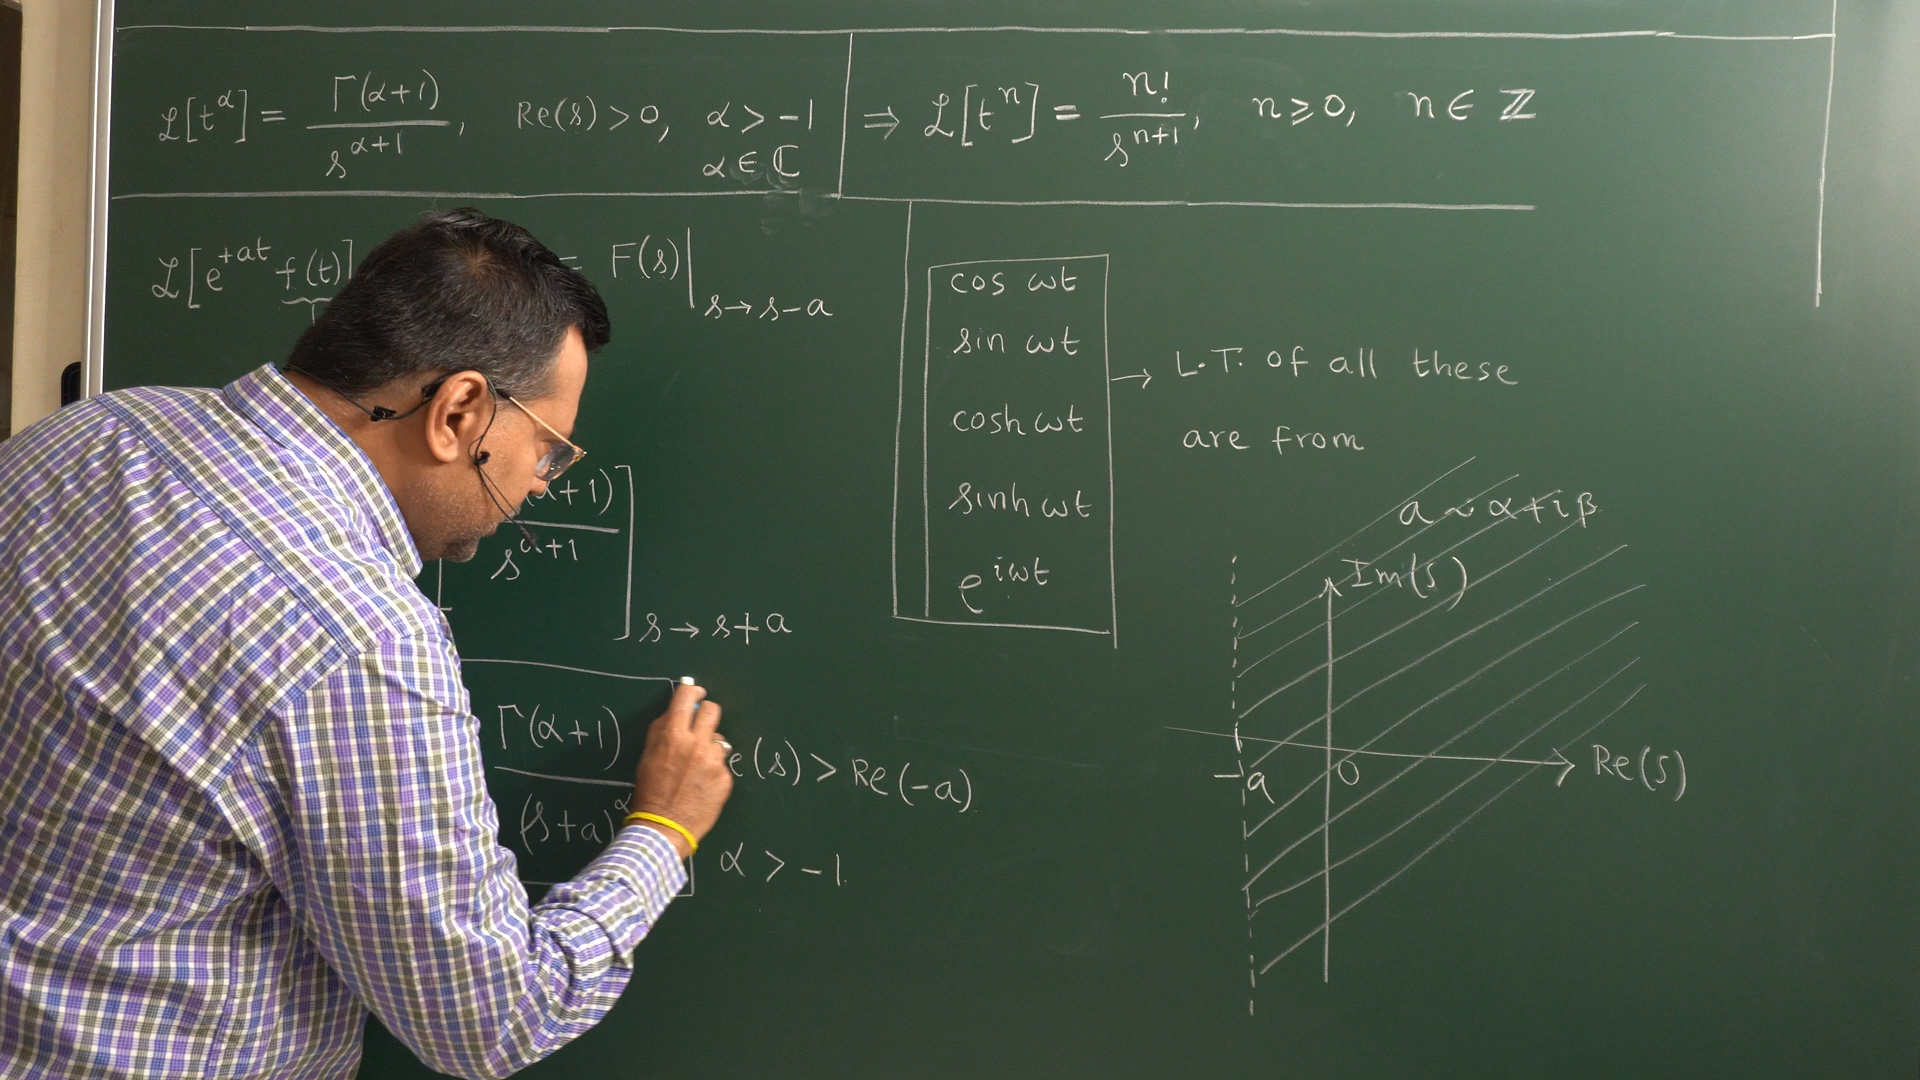 ℒ[t^α] = Γ(α+1) / s^(α+1), Re(s) > 0, α > -1
α ∈ ℂ
⇒ ℒ[t^n] = n! / s^(n+1), n ≥ 0, n ∈ ℤ
ℒ[e^(+at) f(t)] = F(s)|s→s-a
α+1) / s^(α+1) ] s→s+a
Γ(α+1) / (s+a)^α
e(s) > Re(-a)
α > -1
cos ωt
sin ωt
cosh ωt
sinh ωt
e^(iωt)
→ L.T. of all these
are from
a ~ α+iβ
Im(s)
-a
0
Re(s)